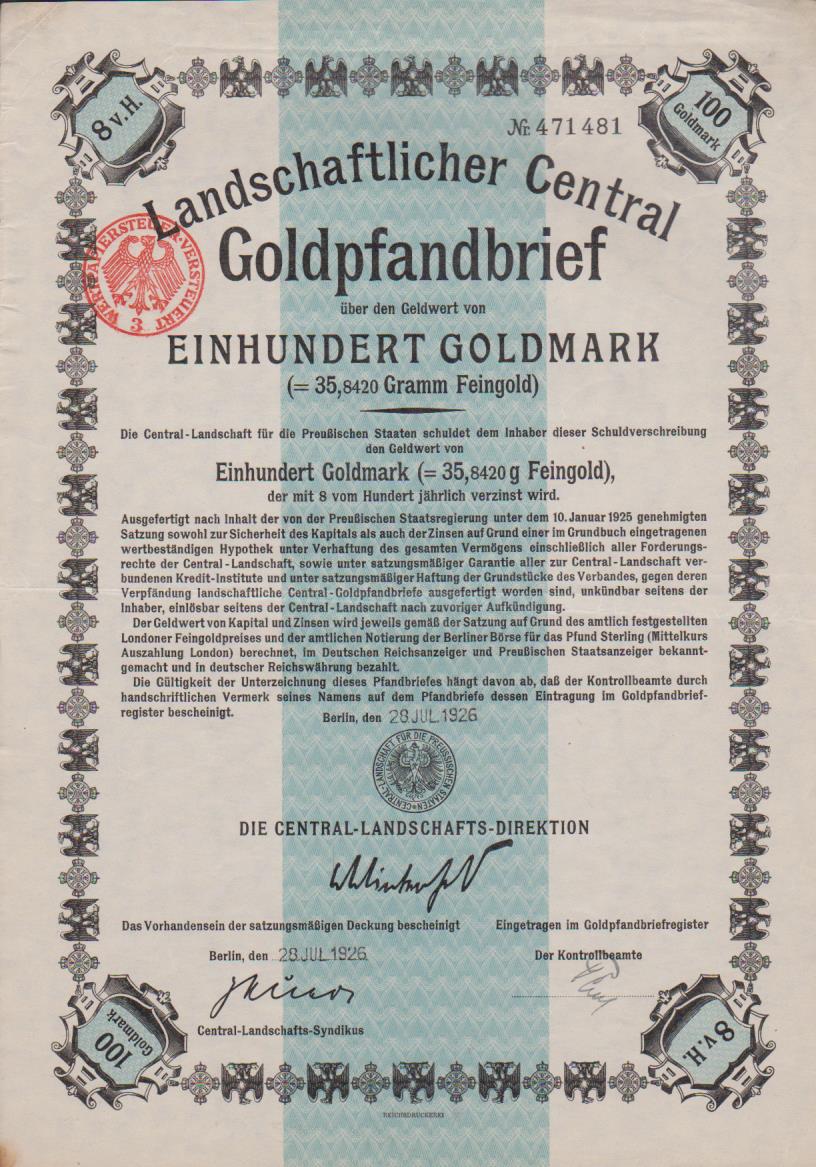 8 v.H.
100
Goldmark
Nr. 471481
Landschaftlicher Central
Goldpfandbrief
WERTPAPIERSTEUER·VERSTEUERT
3
über den Geldwert von
EINHUNDERT GOLDMARK
(= 35,8420 Gramm Feingold)
Die Central-Landschaft für die Preußischen Staaten schuldet dem Inhaber dieser Schuldverschreibung
den Geldwert von
Einhundert Goldmark (= 35,8420 g Feingold),
der mit 8 vom Hundert jährlich verzinst wird.
Ausgefertigt nach Inhalt der von der Preußischen Staatsregierung unter dem 10. Januar 1925 genehmigten
Satzung sowohl zur Sicherheit des Kapitals als auch der Zinsen auf Grund einer im Grundbuch eingetragenen
wertbeständigen Hypothek unter Verhaftung des gesamten Vermögens einschließlich aller Forderungs-
rechte der Central-Landschaft, sowie unter satzungsmäßiger Garantie aller zur Central-Landschaft ver-
bundenen Kredit-Institute und unter satzungsmäßiger Haftung der Grundstücke des Verbandes, gegen deren
Verpfändung landschaftliche Central-Goldpfandbriefe ausgefertigt worden sind, unkündbar seitens der
Inhaber, einlösbar seitens der Central-Landschaft nach zuvoriger Aufkündigung.
Der Geldwert von Kapital und Zinsen wird jeweils gemäß der Satzung auf Grund des amtlich festgestellten
Londoner Feingoldpreises und der amtlichen Notierung der Berliner Börse für das Pfund Sterling (Mittelkurs
Auszahlung London) berechnet, im Deutschen Reichsanzeiger und Preußischen Staatsanzeiger bekannt-
gemacht und in deutscher Reichswährung bezahlt.
Die Gültigkeit der Unterzeichnung dieses Pfandbriefes hängt davon ab, daß der Kontrollbeamte durch
handschriftlichen Vermerk seines Namens auf dem Pfandbriefe dessen Eintragung im Goldpfandbrief-
register bescheinigt.
Berlin, den 28. JUL. 1926
CENTRAL-LANDSCHAFT FÜR DIE PREUSSISCHEN STAATEN
DIE CENTRAL-LANDSCHAFTS-DIREKTION
Das Vorhandensein der satzungsmäßigen Deckung bescheinigt
Eingetragen im Goldpfandbriefregister
Berlin, den 28. JUL. 1926
Der Kontrollbeamte
Central-Landschafts-Syndikus
100
Goldmark
8 v.H.
REICHSDRUCKEREI